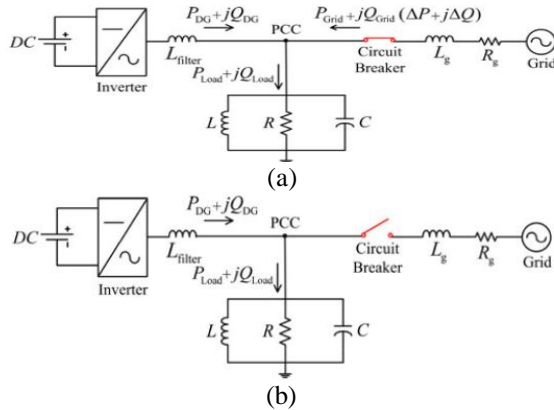 P_DG+jQ_DG
P_Grid+jQ_Grid (ΔP+jΔQ)
PCC
DC
L_filter
Inverter
P_Load+jQ_Load
Circuit
Breaker
L_g
R_g
Grid
L
R
C
(a)
P_DG+jQ_DG
PCC
DC
L_filter
Inverter
P_Load+jQ_Load
Circuit
Breaker
L_g
R_g
Grid
L
R
C
(b)